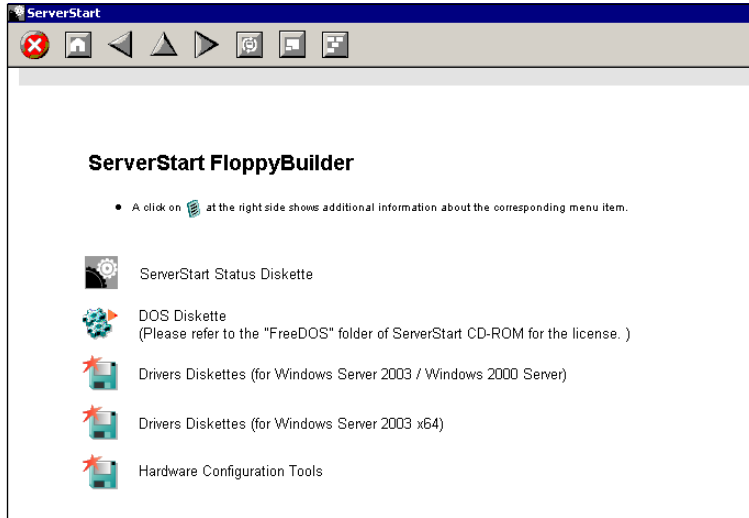 ServerStart
ServerStart FloppyBuilder
A click on at the right side shows additional information about the corresponding menu item.
ServerStart Status Diskette
DOS Diskette
(Please refer to the "FreeDOS" folder of ServerStart CD-ROM for the license. )
Drivers Diskettes (for Windows Server 2003 / Windows 2000 Server)
Drivers Diskettes (for Windows Server 2003 x64)
Hardware Configuration Tools